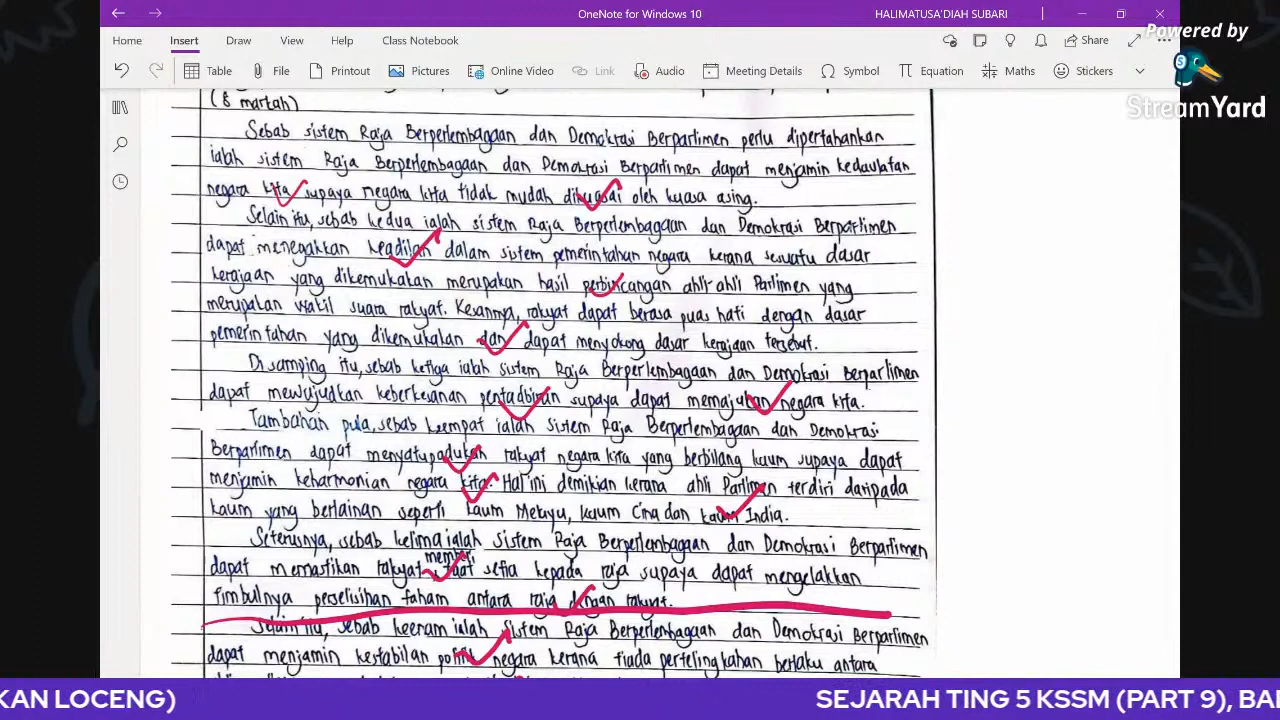 OneNote for Windows 10
HALIMATUSA'DIAH SUBARI
Powered by
StreamYard
Home Insert Draw View Help Class Notebook Share
Table File Printout Pictures Online Video Link Audio Meeting Details Symbol Equation Maths Stickers
(8 markah)
Sebab sistem Raja Berperlembagaan dan Demokrasi Berparlimen perlu dipertahankan
ialah sistem Raja Berperlembagaan dan Demokrasi Berparlimen dapat menjamin kedaulatan
negara kita supaya negara kita tidak mudah dikuasai oleh kuasa asing.
Selain itu, sebab kedua ialah sistem Raja Berperlembagaan dan Demokrasi Berparlimen
dapat menegakkan keadilan dalam sistem pemerintahan negara kerana sesuatu dasar
kerajaan yang dikemukakan merupakan hasil perbincangan ahli-ahli Parlimen yang
merupakan wakil suara rakyat. Kesannya, rakyat dapat berasa puas hati dengan dasar
pemerintahan yang dikemukakan dan dapat menyokong dasar kerajaan tersebut.
Di samping itu, sebab ketiga ialah sistem Raja Berperlembagaan dan Demokrasi Berparlimen
dapat mewujudkan keberkesanan pentadbiran supaya dapat memajukan negara kita.
Tambahan pula, sebab keempat ialah sistem Raja Berperlembagaan dan Demokrasi
Berparlimen dapat menyatupadukan rakyat negara kita yang berbilang kaum supaya dapat
menjamin keharmonian negara kita. Hal ini demikian kerana ahli Parlimen terdiri daripada
kaum yang berlainan seperti kaum Melayu, kaum Cina dan kaum India.
Seterusnya, sebab kelima ialah sistem Raja Berperlembagaan dan Demokrasi Berparlimen
dapat memastikan rakyat memberi taat setia kepada raja supaya dapat mengelakkan
timbulnya perselisihan faham antara raja dengan rakyat.
Selain itu, sebab keenam ialah sistem Raja Berperlembagaan dan Demokrasi Berparlimen
dapat menjamin kestabilan politik negara kerana tiada pertelingkahan berlaku antara
KAN LOCENG)
SEJARAH TING 5 KSSM (PART 9), BA